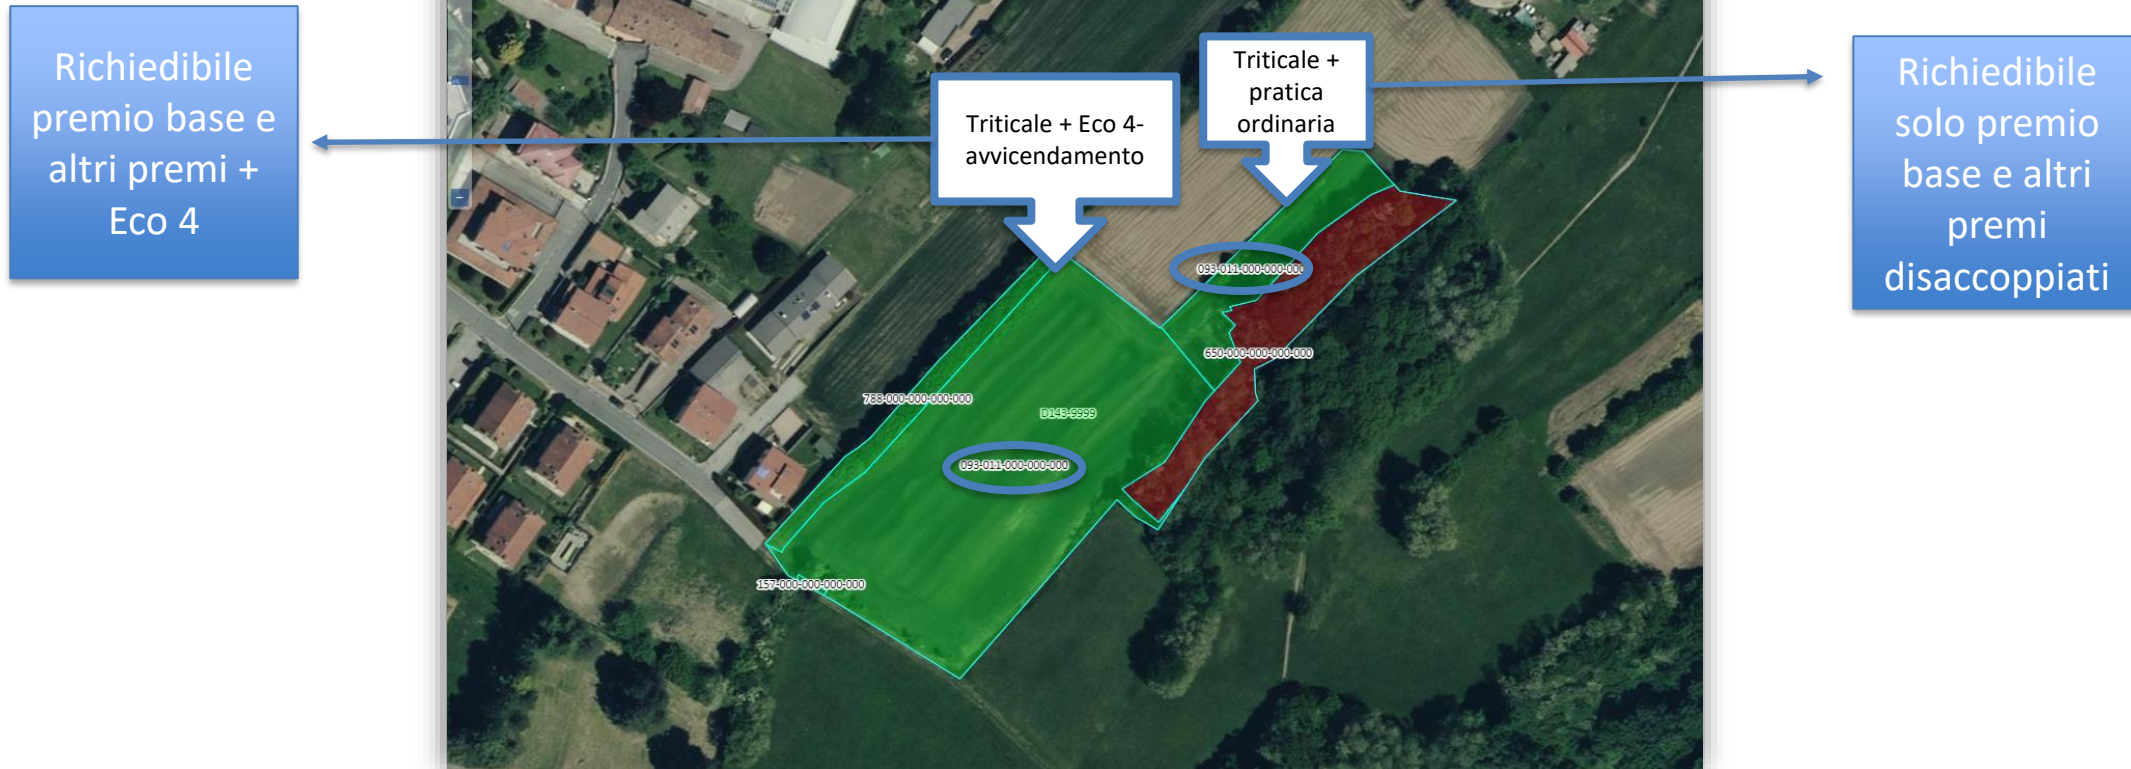 Richiedibile
premio base e
altri premi +
Eco 4
Triticale + Eco 4-
avvicendamento
Triticale +
pratica
ordinaria
Richiedibile
solo premio
base e altri
premi
disaccoppiati
093-011-000-000-000
650-000-000-000-000
788-000-000-000-000
D143-9999
093-011-000-000-000
157-000-000-000-000